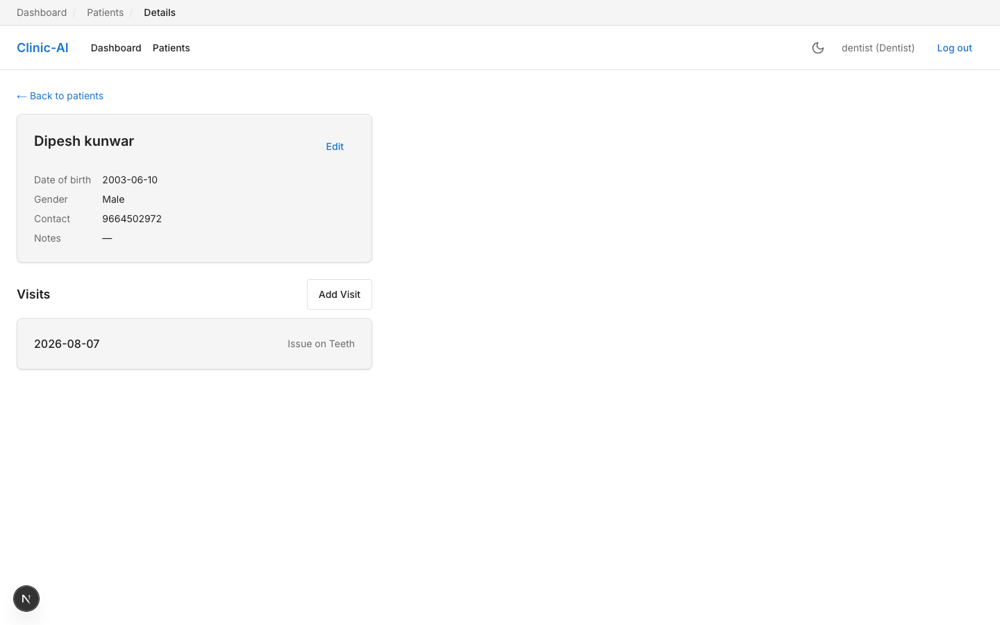 Dashboard / Patients / Details
Clinic-AI Dashboard Patients dentist (Dentist) Log out
← Back to patients
Dipesh kunwar Edit
Date of birth 2003-06-10
Gender Male
Contact 9664502972
Notes —
Visits Add Visit
2026-08-07 Issue on Teeth
N